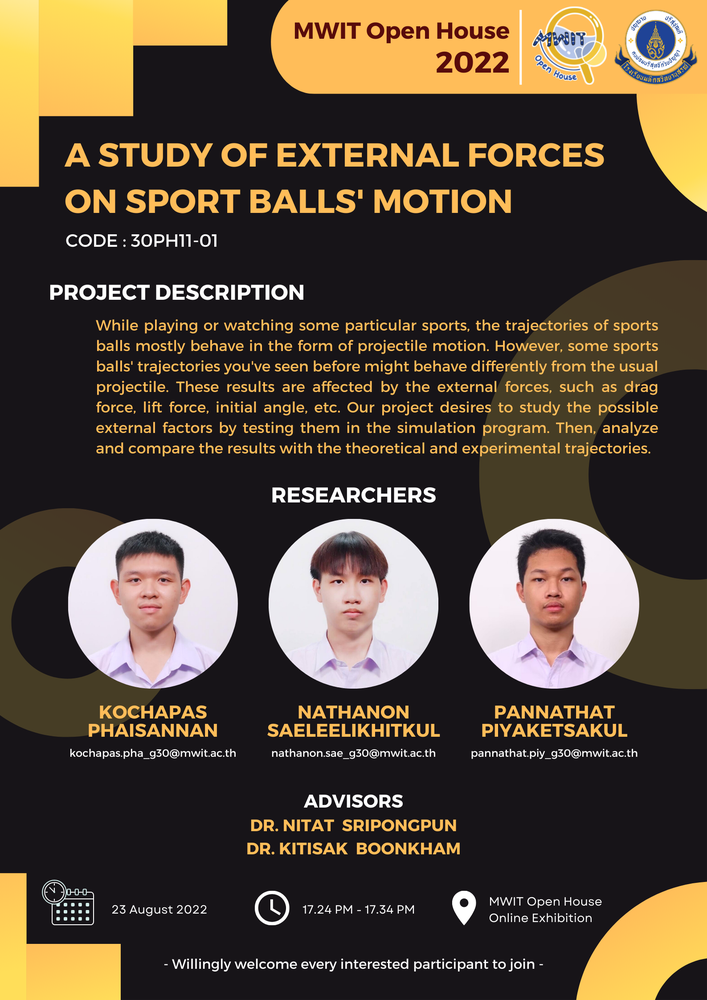 MWIT Open House
2022
MWIT
Open House
A STUDY OF EXTERNAL FORCES
ON SPORT BALLS' MOTION
CODE : 30PH11-01
PROJECT DESCRIPTION
While playing or watching some particular sports, the trajectories of sports
balls mostly behave in the form of projectile motion. However, some sports
balls' trajectories you've seen before might behave differently from the usual
projectile. These results are affected by the external forces, such as drag
force, lift force, initial angle, etc. Our project desires to study the possible
external factors by testing them in the simulation program. Then, analyze
and compare the results with the theoretical and experimental trajectories.
RESEARCHERS
KOCHAPAS
PHAISANNAN
kochapas.pha_g30@mwit.ac.th
NATHANON
SAELEELIKHITKUL
nathanon.sae_g30@mwit.ac.th
PANNATHAT
PIYAKETSAKUL
pannathat.piy_g30@mwit.ac.th
ADVISORS
DR. NITAT SRIPONGPUN
DR. KITISAK BOONKHAM
23 August 2022
17.24 PM - 17.34 PM
MWIT Open House
Online Exhibition
- Willingly welcome every interested participant to join -